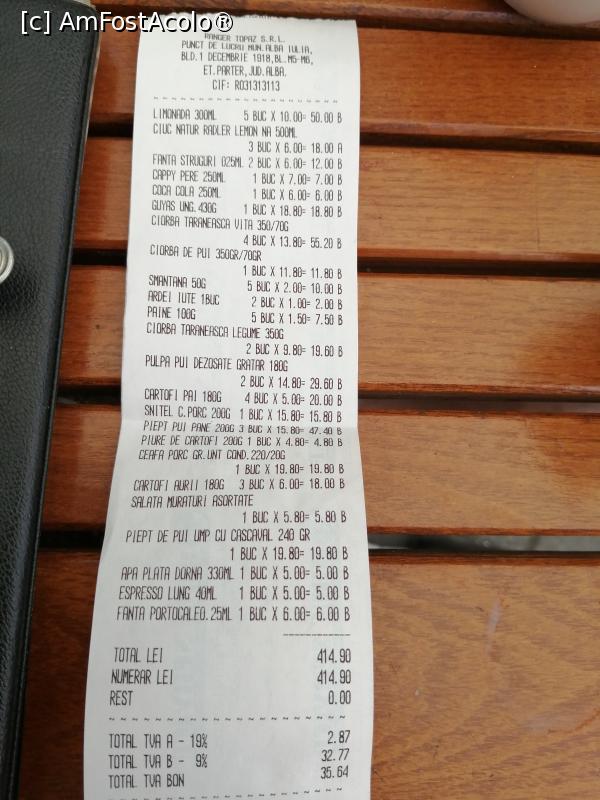 [c] AmFostAcolo®
RANGER TOPAZ S.R.L.
PUNCT DE LUCRU MUN.ALBA IULIA,
BLD.1 DECEMBRIE 1918,BL.M5-M6,
ET.PARTER,JUD.ALBA.
CIF: RO31313113
LIMONADA 300ML 5 BUC X 10.00= 50.00 B
CIUC NATUR RADLER LEMON NA 500ML
3 BUC X 6.00= 18.00 A
FANTA STRUGURI 025ML 2 BUC X 6.00= 12.00 B
CAPPY PERE 250ML 1 BUC X 7.00= 7.00 B
COCA COLA 250ML 1 BUC X 6.00= 6.00 B
GUYAS UNG.430G 1 BUC X 18.80= 18.80 B
CIORBA TARANEASCA VITA 350/70G
4 BUC X 13.80= 55.20 B
CIORBA DE PUI 350GR/70GR
1 BUC X 11.80= 11.80 B
SMANTANA 50G 5 BUC X 2.00= 10.00 B
ARDEI IUTE 1BUC 2 BUC X 1.00= 2.00 B
PAINE 100G 5 BUC X 1.50= 7.50 B
CIORBA TARANEASCA LEGUME 350G
2 BUC X 9.80= 19.60 B
PULPA PUI DEZOSATE GRATAR 180G
2 BUC X 14.80= 29.60 B
CARTOFI PAI 180G 4 BUC X 5.00= 20.00 B
SNITEL C.PORC 200G 1 BUC X 15.80= 15.80 B
PIEPT PUI PANE 200G 3 BUC X 15.80= 47.40 B
PIURE DE CARTOFI 200G 1 BUC X 4.80= 4.80 B
CEAFA PORC GR.UNT COND.220/20G
1 BUC X 19.80= 19.80 B
CARTOFI AURII 180G 3 BUC X 6.00= 18.00 B
SALATA MURATURI ASORTATE
1 BUC X 5.80= 5.80 B
PIEPT DE PUI UMP CU CASCAVAL 240 GR
1 BUC X 19.80= 19.80 B
APA PLATA DORNA 330ML 1 BUC X 5.00= 5.00 B
ESPRESSO LUNG 40ML 1 BUC X 5.00= 5.00 B
FANTA PORTOCALE0.25ML 1 BUC X 6.00= 6.00 B
TOTAL LEI 414.90
NUMERAR LEI 414.90
REST 0.00
TOTAL TVA A - 19% 2.87
TOTAL TVA B - 9% 32.77
TOTAL TVA BON 35.64